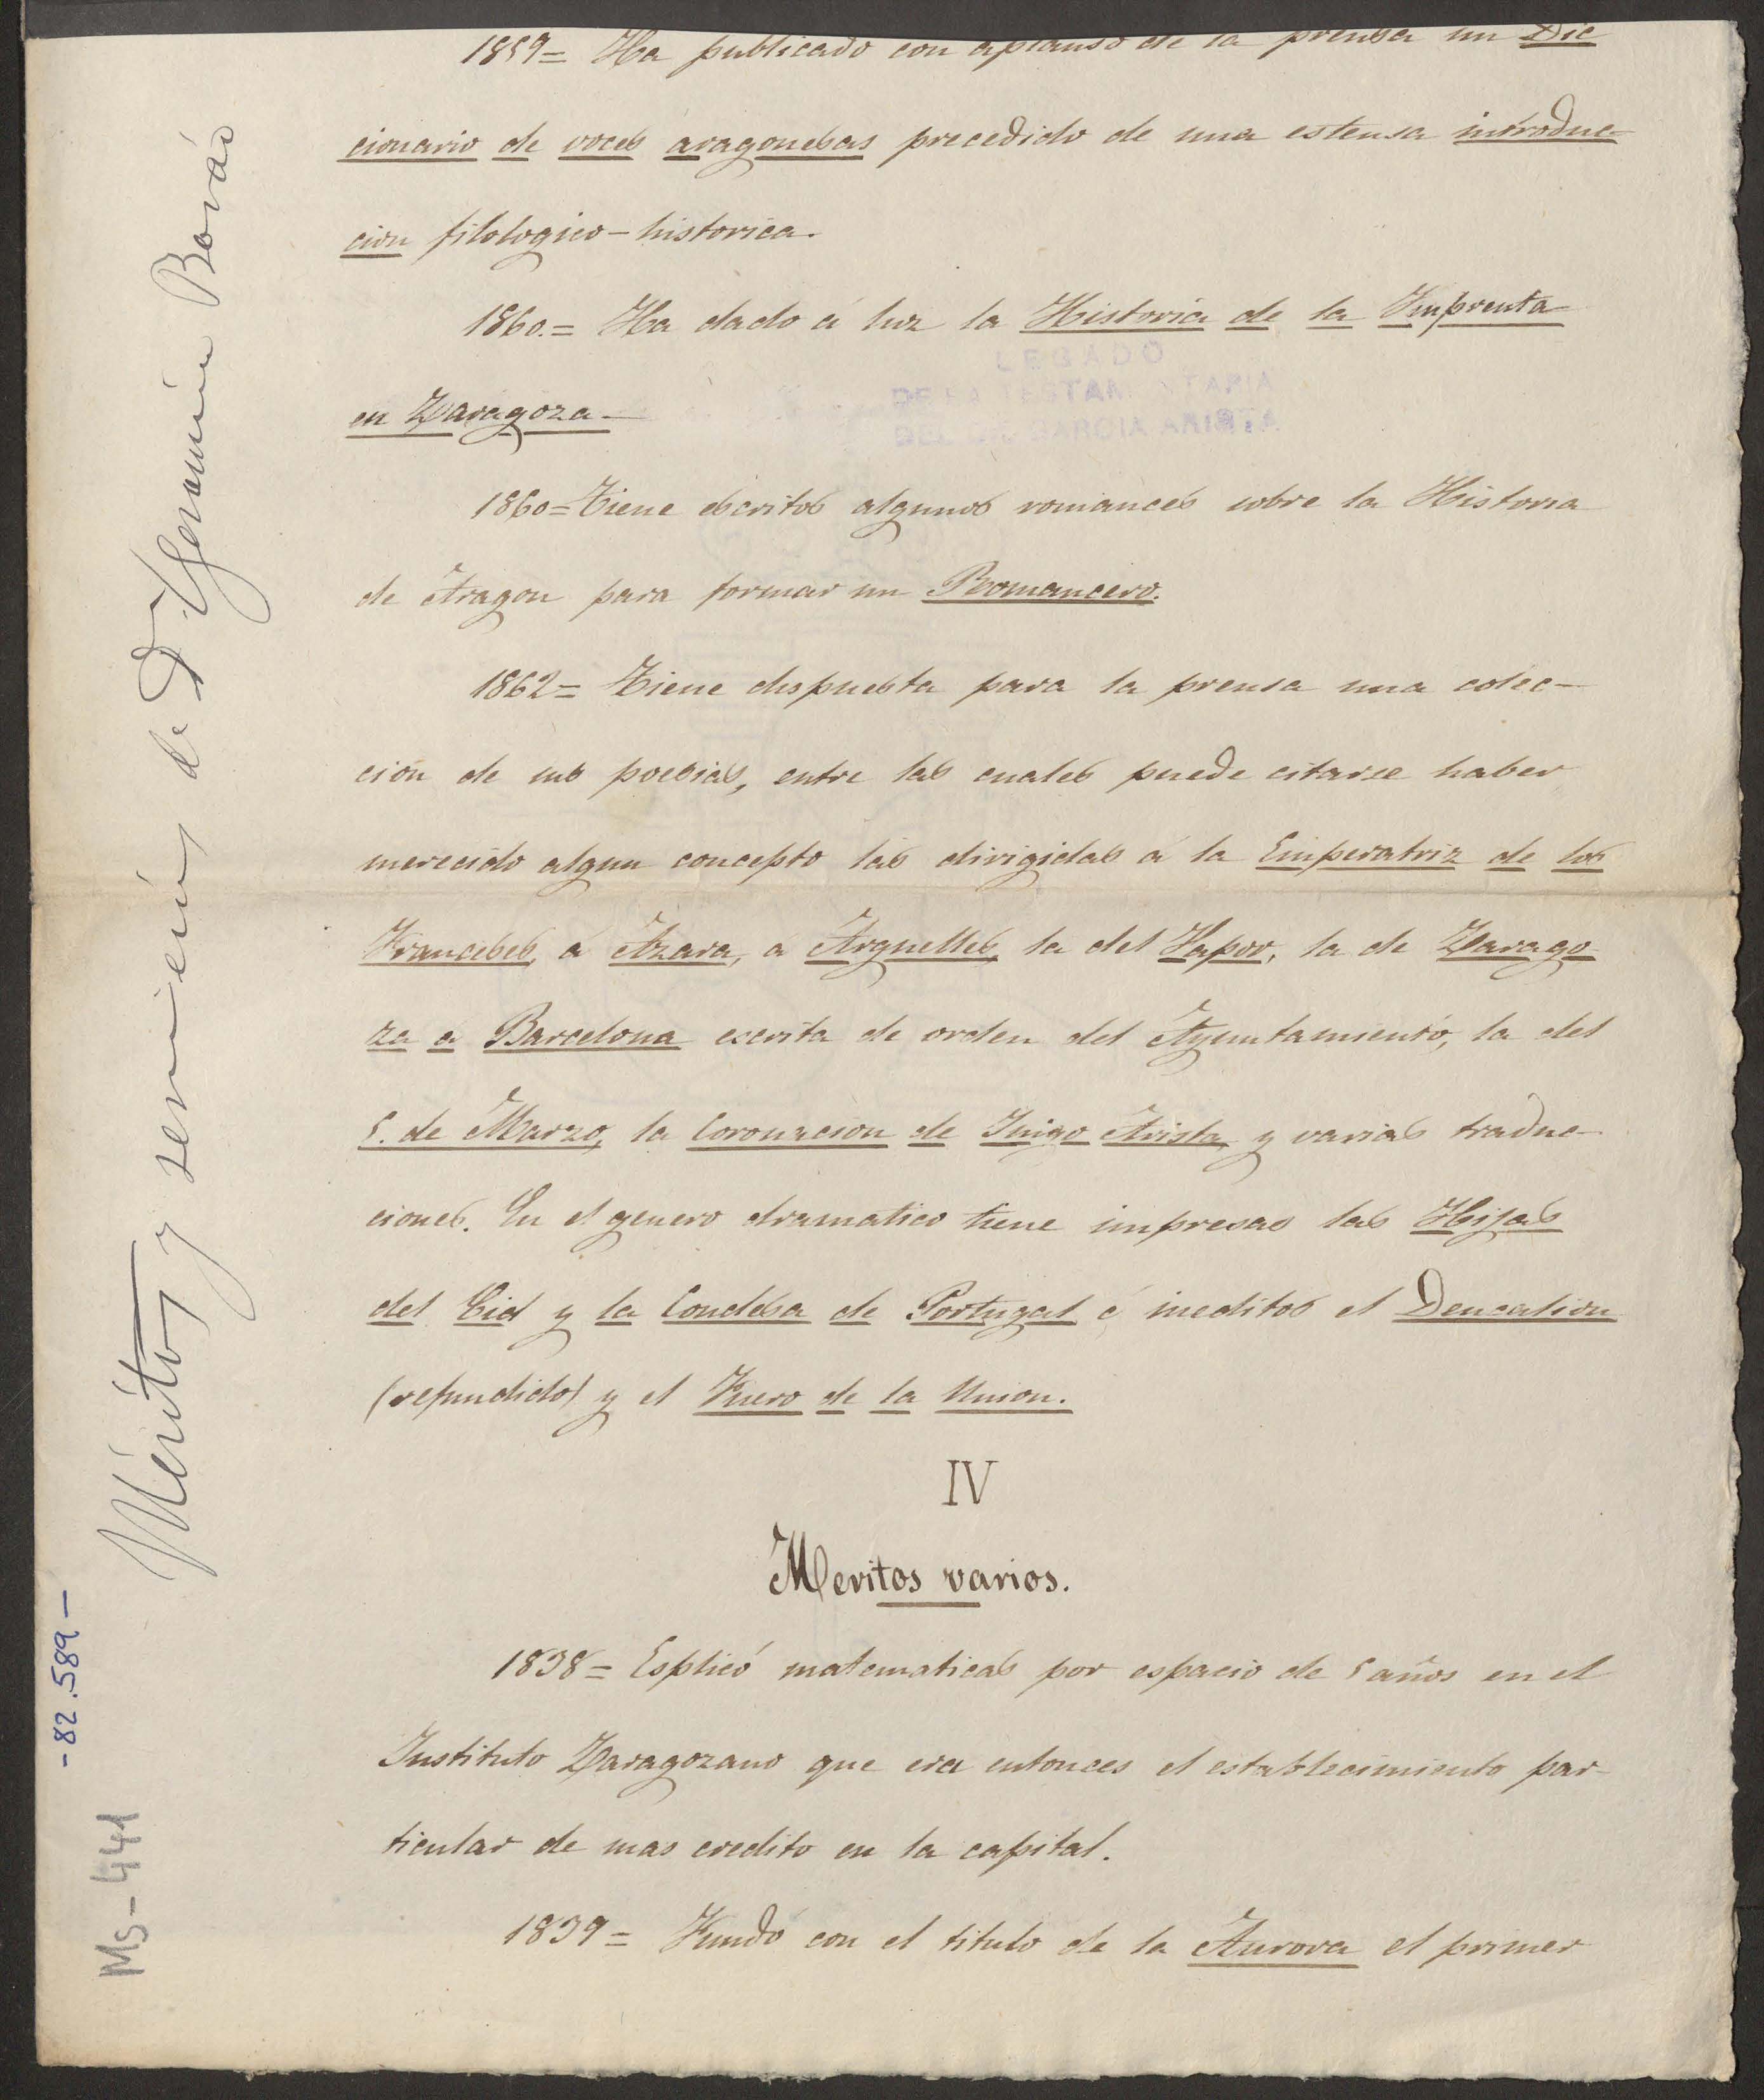 1859= Ha publicado con aplauso de la prensa un Dic
cionario de voces aragonesas precedido de una estensa introduc-
cion filologico-historica.
1860.= Ha dado á luz la Historia de la Imprenta
en Zaragoza-
LEGADO
DE LA TESTAMENTARIA
GARCIA ARISTA
1860=Tiene escritos algunos romances sobre la Historia
de Aragon para formar un Romancero.
1862= Tiene dispuesta para la prensa una colec-
ción de sus poesias, entre las cuales puede citarse haber
merecido algun concepto las dirigidas á la Emperatriz de los
Franceses, á Azara, a Arguelles, la del Vapor, la de Zarago-
za a Barcelona escrita de orden del Ayuntamiento, la del
5. de Marzo, la Coronacion de Iñigo Arista y varias traduc-
ciones. En el genero dramatico tiene impresas las Hijas
del Cid y la Condesa de Portugal é ineditos el Deucalion
(refundido) y el Fuero de la Union.
IV
Meritos varios.
1838= Esplicó matematicas por espacio de 5 años en el
Instituto Zaragozano que era entonces el establecimiento par-
ticular de mas credito en la capital.
1839= Fundó con el titulo de la Aurora el primer
Méritos y servicios de Dn Geronimo Borao
-82.589-
Ms-441